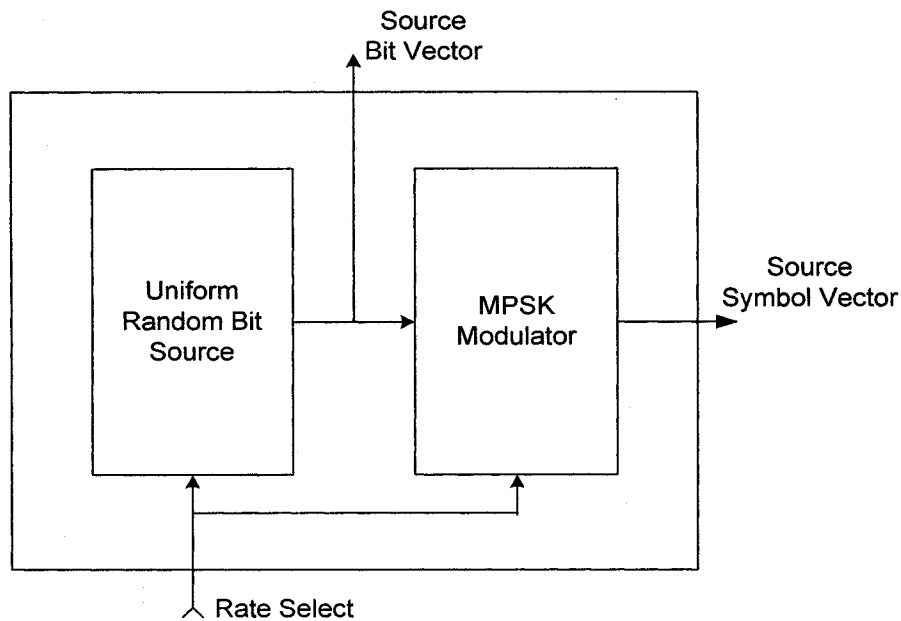 Source
Bit Vector
Uniform
Random Bit
Source
MPSK
Modulator
Source
Symbol Vector
Rate Select